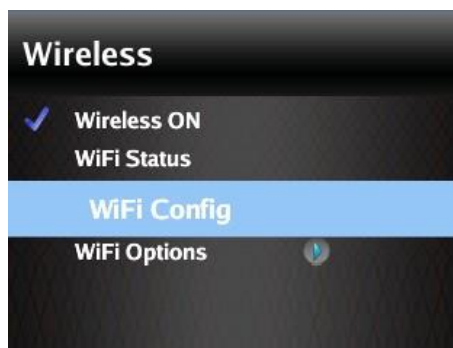 Wireless
Wireless ON
WiFi Status
WiFi Config
WiFi Options